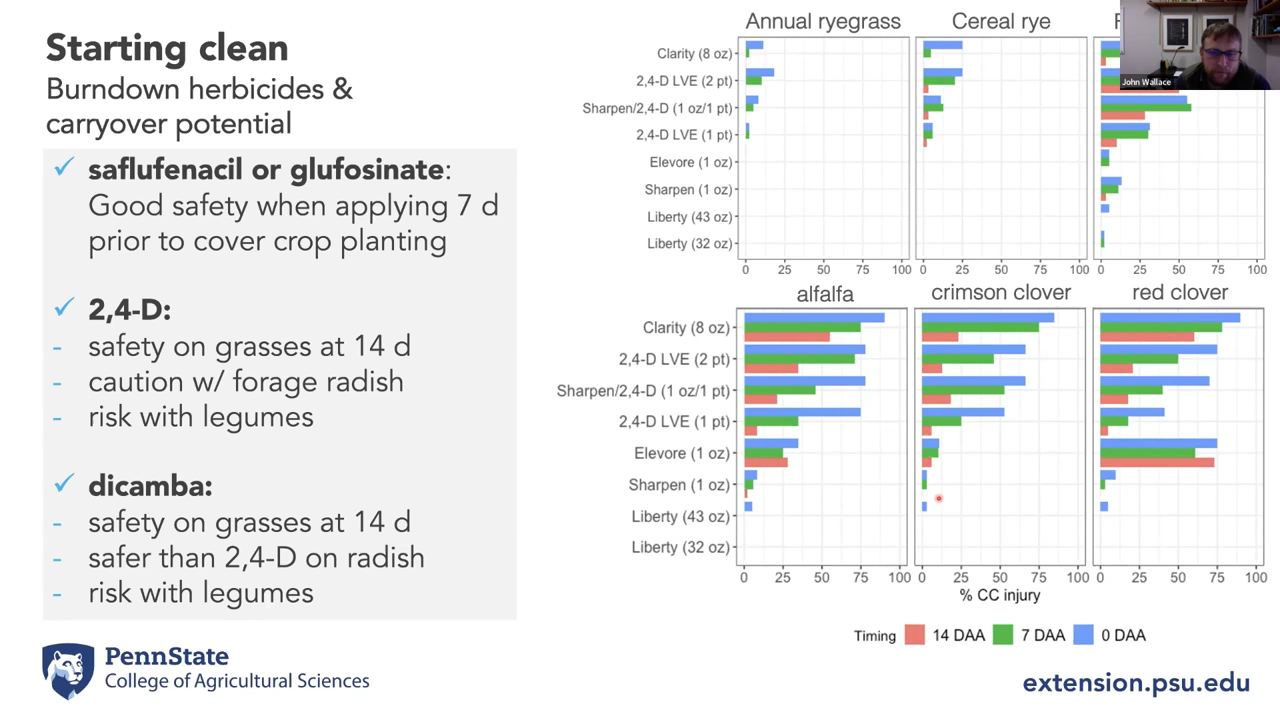 Starting clean
Burndown herbicides &
carryover potential
✓ saflufenacil or glufosinate:
Good safety when applying 7 d
prior to cover crop planting
✓ 2,4-D:
- safety on grasses at 14 d
- caution w/ forage radish
- risk with legumes
✓ dicamba:
- safety on grasses at 14 d
- safer than 2,4-D on radish
- risk with legumes
PennState
College of Agricultural Sciences
Annual ryegrass
Cereal rye
John Wallace
Clarity (8 oz)
2,4-D LVE (2 pt)
Sharpen/2,4-D (1 oz/1 pt)
2,4-D LVE (1 pt)
Elevore (1 oz)
Sharpen (1 oz)
Liberty (43 oz)
Liberty (32 oz)
0 25 50 75 100 0 25 50 75 100 0 25 50 75 100
alfalfa
crimson clover
red clover
Clarity (8 oz)
2,4-D LVE (2 pt)
Sharpen/2,4-D (1 oz/1 pt)
2,4-D LVE (1 pt)
Elevore (1 oz)
Sharpen (1 oz)
Liberty (43 oz)
Liberty (32 oz)
0 25 50 75 100 0 25 50 75 100 0 25 50 75 100
% CC injury
Timing 14 DAA 7 DAA 0 DAA
extension.psu.edu